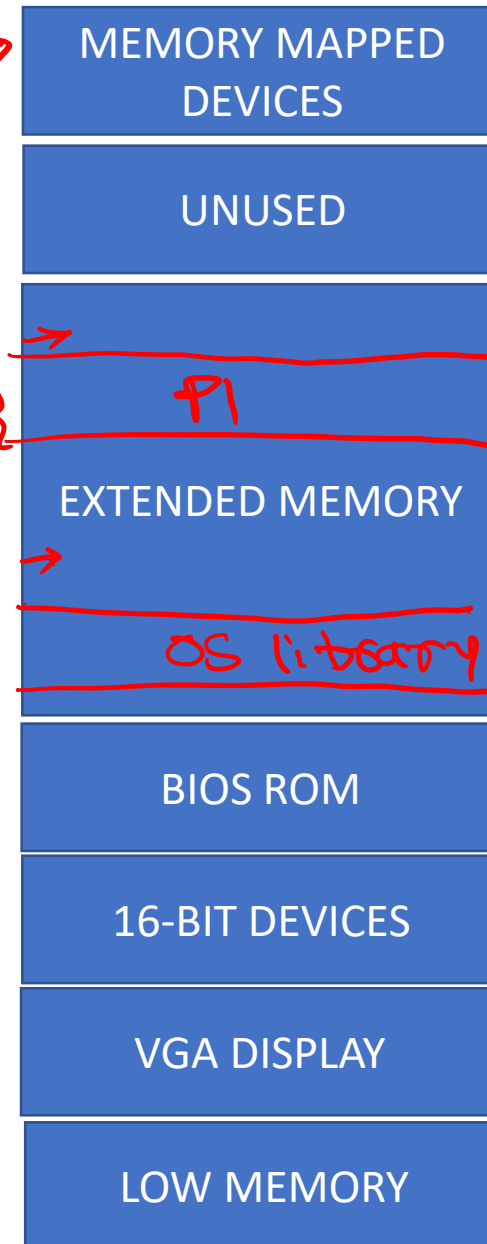 MEMORY MAPPED
DEVICES
UNUSED
P1
EXTENDED MEMORY
OS library
BIOS ROM
16-BIT DEVICES
VGA DISPLAY
LOW MEMORY